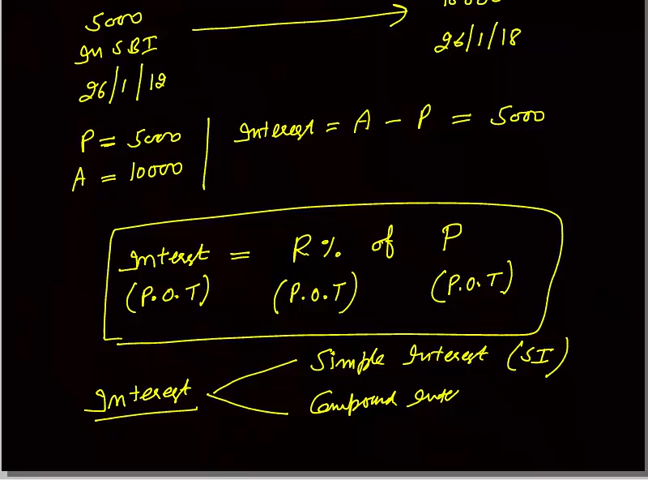 5000
In SBI
26/1/12
26/1/18
P = 5000
A = 10000
Interest = A - P = 5000
Interest = R% of P
(P.O.T) (P.O.T) (P.O.T)
Interest
Simple Interest (SI)
Compound Inte